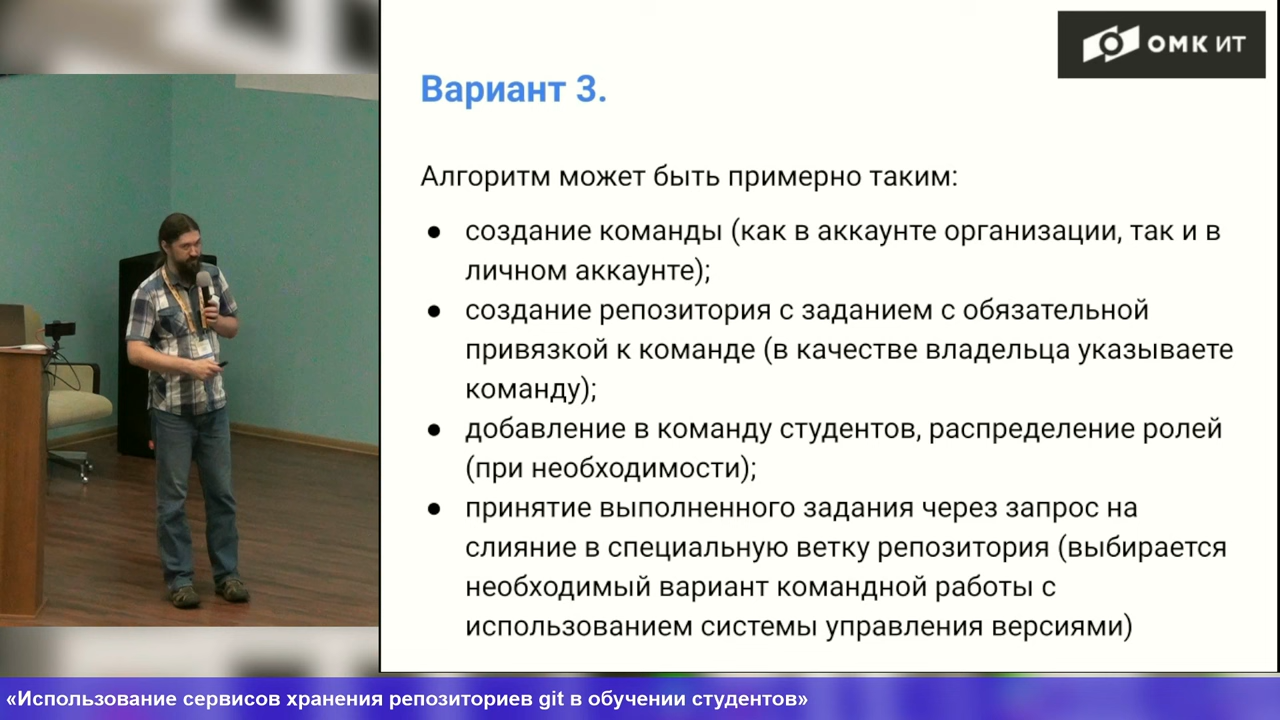 ОМК ИТ
Вариант 3.
Алгоритм может быть примерно таким:
● создание команды (как в аккаунте организации, так и в
личном аккаунте);
● создание репозитория с заданием с обязательной
привязкой к команде (в качестве владельца указываете
команду);
● добавление в команду студентов, распределение ролей
(при необходимости);
● принятие выполненного задания через запрос на
слияние в специальную ветку репозитория (выбирается
необходимый вариант командной работы с
использованием системы управления версиями)
«Использование сервисов хранения репозиториев git в обучении студентов»